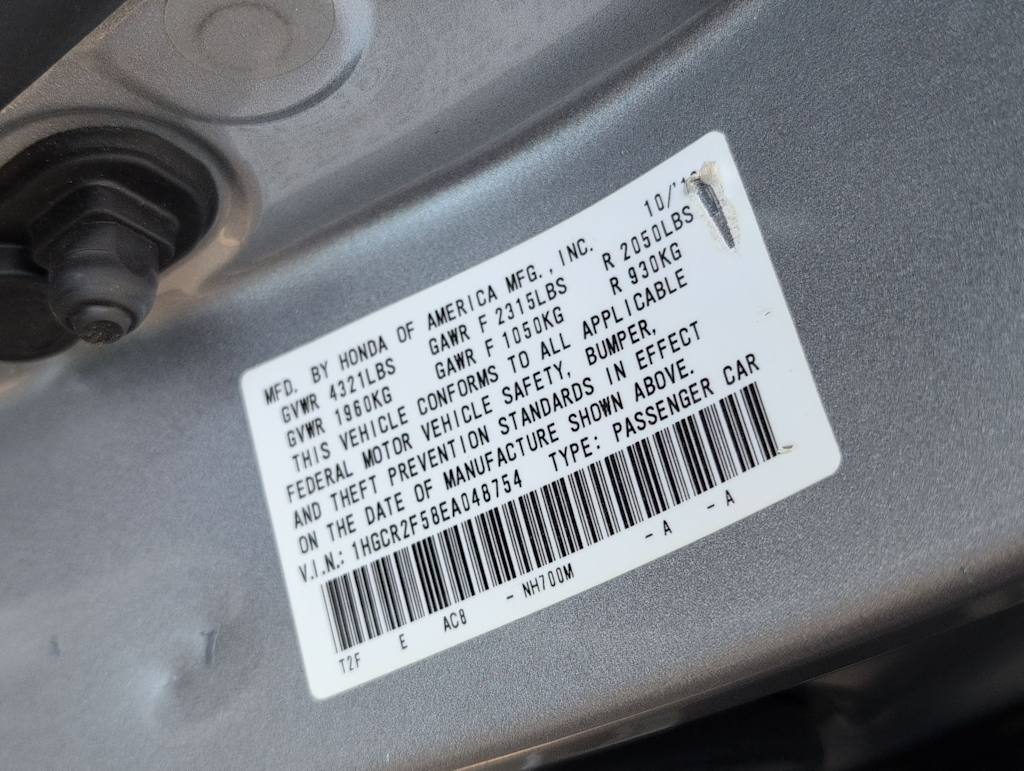 MFD. BY HONDA OF AMERICA MFG., INC. 10/'1
GVWR 4321LBS GAWR F 2315LBS R 2050LBS
GVWR 1960KG GAWR F 1050KG R 930KG
THIS VEHICLE CONFORMS TO ALL APPLICABLE
FEDERAL MOTOR VEHICLE SAFETY, BUMPER,
AND THEFT PREVENTION STANDARDS IN EFFECT
ON THE DATE OF MANUFACTURE SHOWN ABOVE.
V.I.N.: 1HGCR2F58EA048754 TYPE: PASSENGER CAR
T2F E AC8 - NH700M - A - A